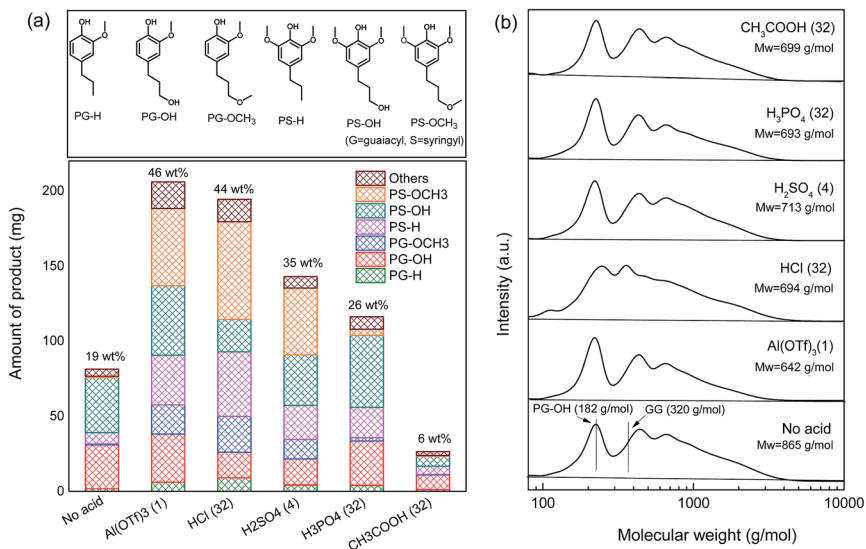 (a)
OH
O
PG-H
OH
O
OH
PG-OH
OH
O
O
PG-OCH3
OH
O
O
PS-H
OH
O
O
OH
PS-OH
OH
O
O
O
PS-OCH3
(G=guaiacyl, S=syringyl)
Amount of product (mg)
200
150
100
50
0
19 wt%
46 wt%
44 wt%
35 wt%
26 wt%
6 wt%
Others
PS-OCH3
PS-OH
PS-H
PG-OCH3
PG-OH
PG-H
No acid
Al(OTf)3 (1)
HCl (32)
H2SO4 (4)
H3PO4 (32)
CH3COOH (32)
(b)
Intensity (a.u.)
CH₃COOH (32)
Mw=699 g/mol
H₃PO₄ (32)
Mw=693 g/mol
H₂SO₄ (4)
Mw=713 g/mol
HCl (32)
Mw=694 g/mol
Al(OTf)₃(1)
Mw=642 g/mol
PG-OH (182 g/mol)
GG (320 g/mol)
No acid
Mw=865 g/mol
100
1000
10000
Molecular weight (g/mol)